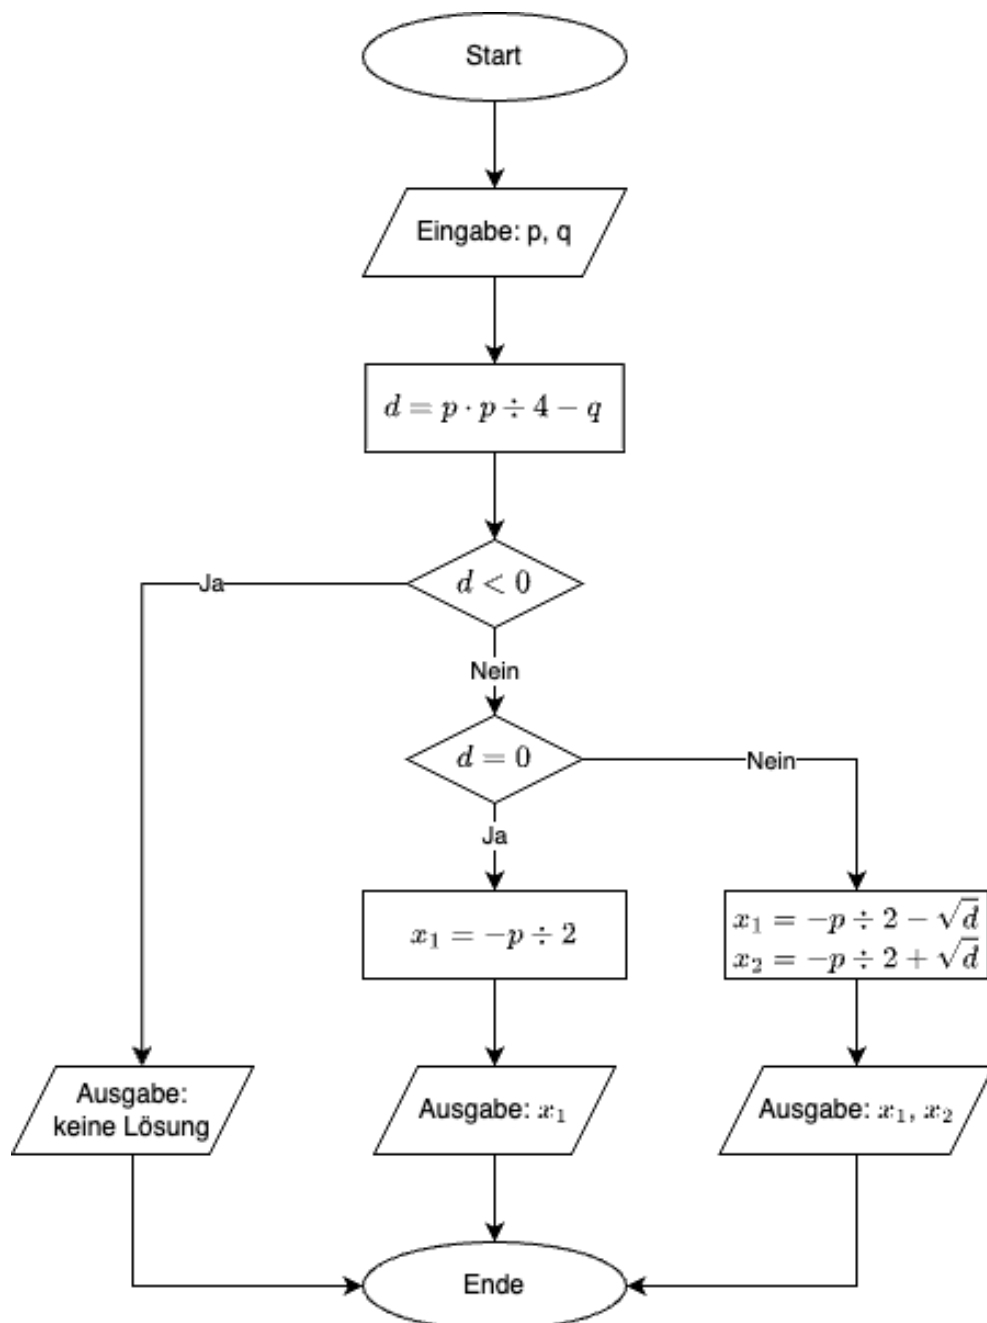 Start
Eingabe: p, q
d = p · p ÷ 4 − q
d < 0
Ja
Nein
d = 0
Nein
Ja
x₁ = −p ÷ 2
x₁ = −p ÷ 2 − √d
x₂ = −p ÷ 2 + √d
Ausgabe:
keine Lösung
Ausgabe: x₁
Ausgabe: x₁, x₂
Ende